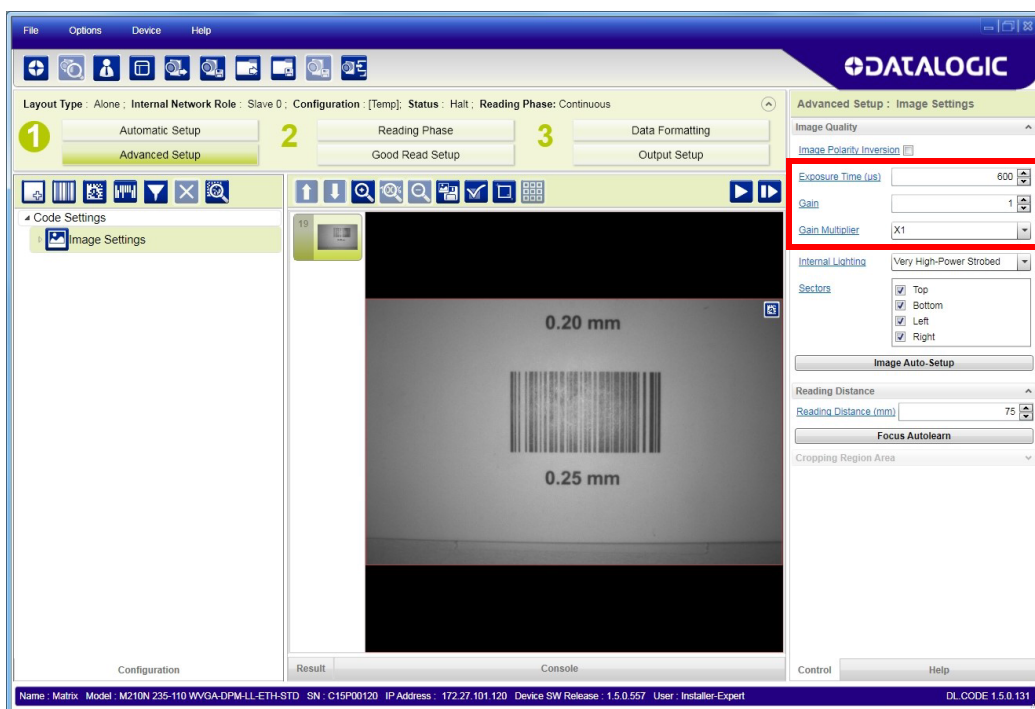 File Options Device Help
DATALOGIC
Layout Type : Alone ; Internal Network Role : Slave 0 ; Configuration : [Temp]; Status : Halt ; Reading Phase: Continuous
1 Automatic Setup 2 Reading Phase 3 Data Formatting
Advanced Setup Good Read Setup Output Setup
100%
Code Settings
Image Settings
19
0.20 mm
0.25 mm
Configuration
Result Console
Advanced Setup : Image Settings
Image Quality
Image Polarity Inversion
Exposure Time (µs) 600
Gain 1
Gain Multiplier X1
Internal Lighting Very High-Power Strobed
Sectors Top
Bottom
Left
Right
Image Auto-Setup
Reading Distance
Reading Distance (mm) 75
Focus Autolearn
Cropping Region Area
Control Help
Name : Matrix Model : M210N 235-110 WVGA-DPM-LL-ETH-STD SN : C15P00120 IP Address : 172.27.101.120 Device SW Release : 1.5.0.557 User : Installer-Expert DL.CODE 1.5.0.131